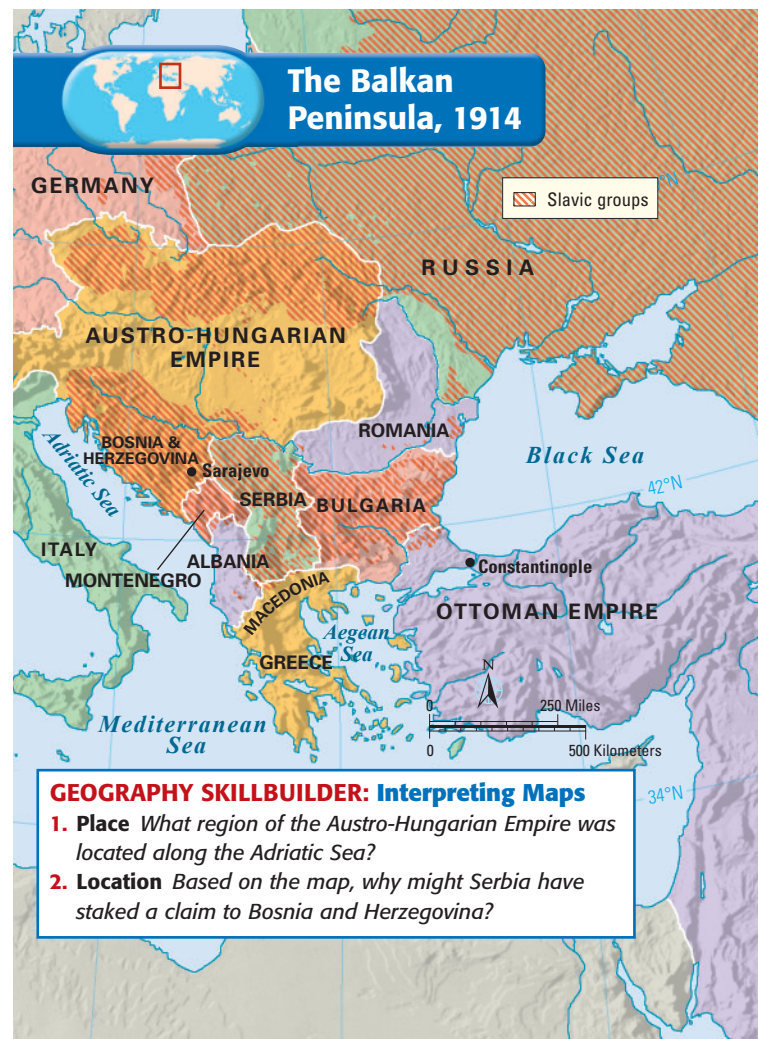 The Balkan
Peninsula, 1914
GERMANY
°N
Slavic groups
RUSSIA
AUSTRO-HUNGARIAN
EMPIRE
ROMANIA
Black Sea
Adriatic Sea
BOSNIA &
HERZEGOVINA
Sarajevo
42°N
SERBIA
BULGARIA
ITALY
ALBANIA
MONTENEGRO
Constantinople
MACEDONIA
OTTOMAN EMPIRE
Aegean
Sea
GREECE
N
0 250 Miles
0 500 Kilometers
Mediterranean
Sea
34°N
GEOGRAPHY SKILLBUILDER: Interpreting Maps
1. Place What region of the Austro-Hungarian Empire was
located along the Adriatic Sea?
2. Location Based on the map, why might Serbia have
staked a claim to Bosnia and Herzegovina?